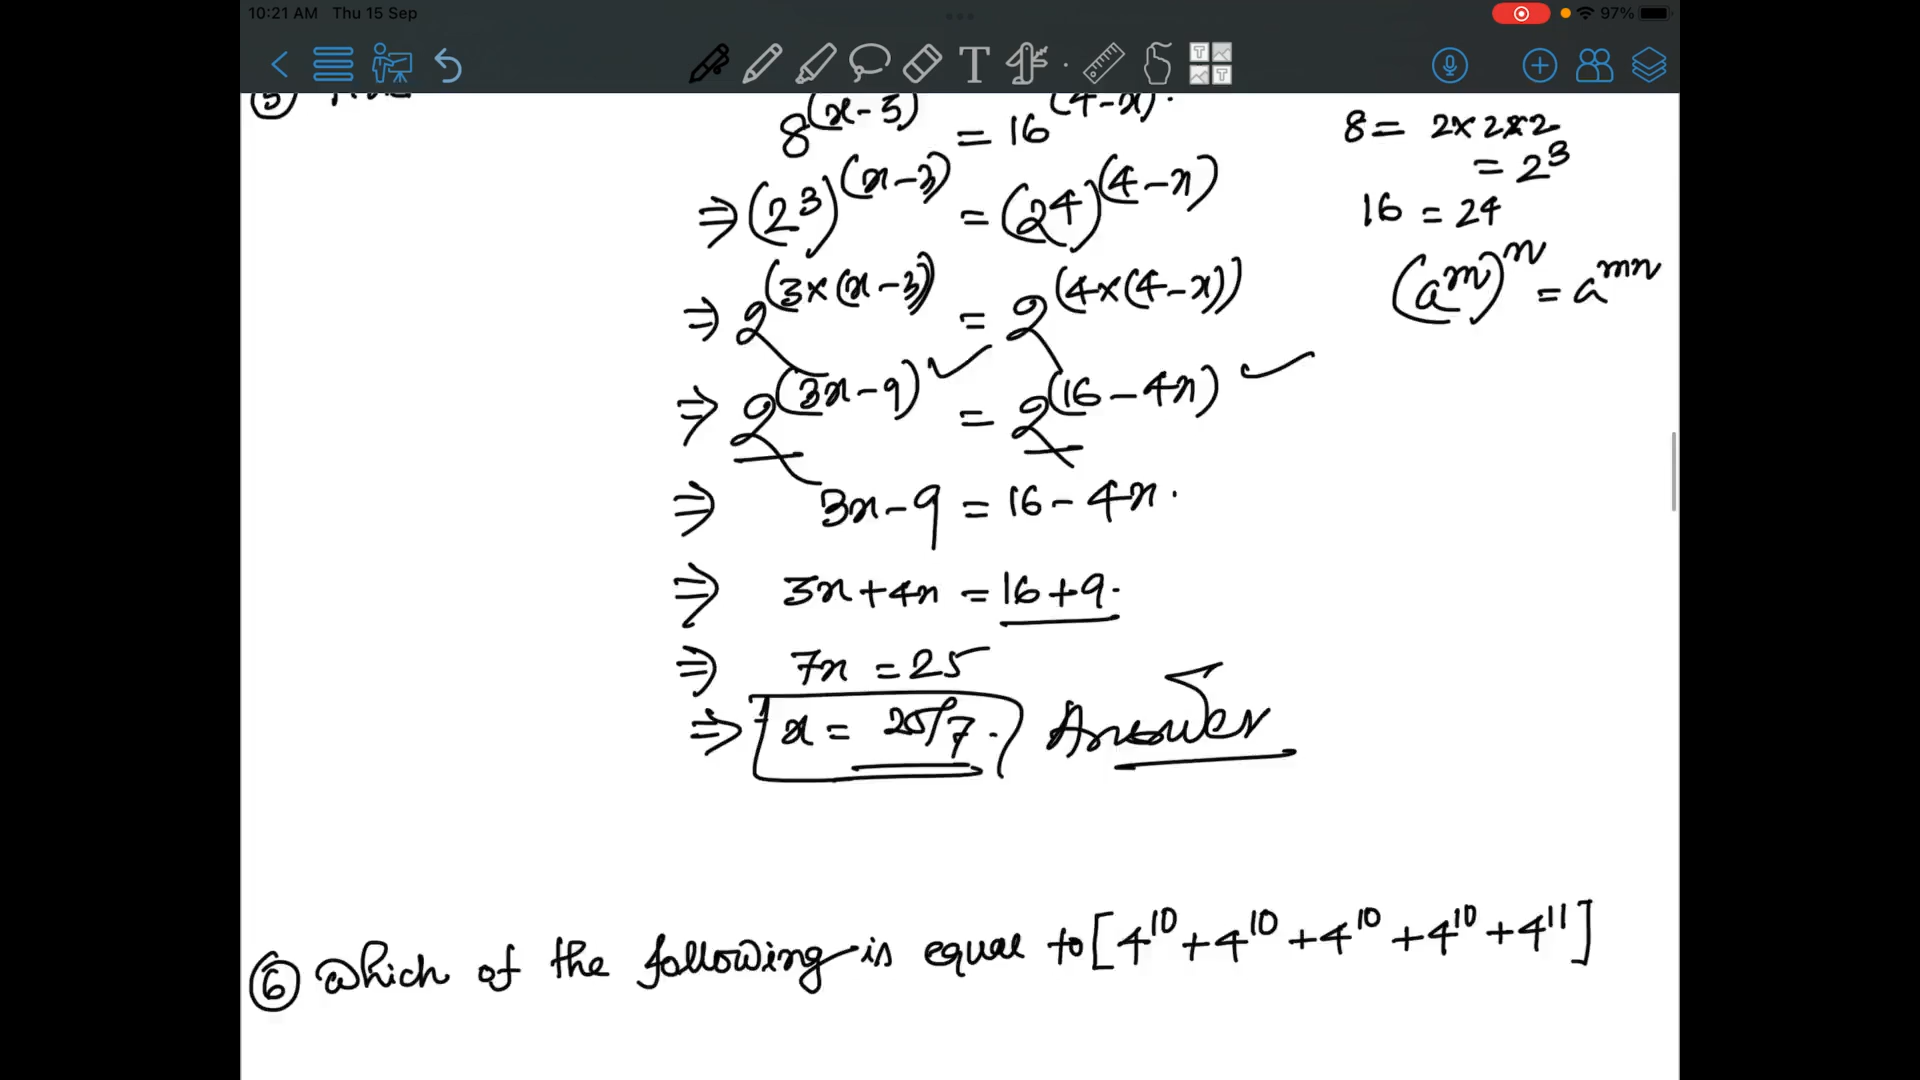 10:21 AM Thu 15 Sep
97%
T
8^(x-3) = 16^(4-x).
⇒ (2^3)^(x-3) = (2^4)^(4-x)
⇒ 2^(3×(x-3)) = 2^(4×(4-x))
⇒ 2^(3x-9) ✓ = 2^(16-4x) ✓
⇒ 3x-9 = 16-4x.
⇒ 3x+4x = 16+9.
⇒ 7x = 25
⇒ x = 25/7. Answer
8 = 2×2×2
= 2^3
16 = 24
(a^m)^n = a^mn
⑥ Which of the following is equal to [4^10+4^10+4^10+4^10+4^11]